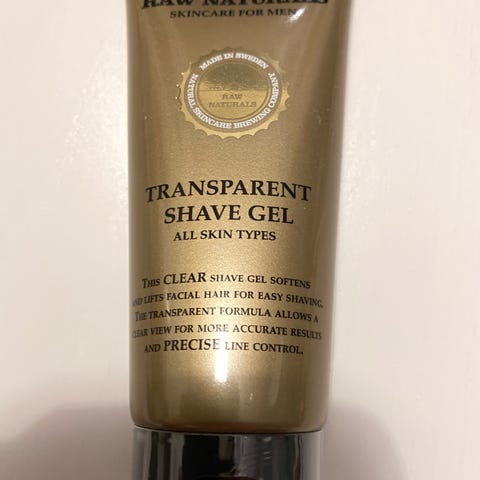 RAW NATURALS
SKINCARE FOR MEN
MADE IN SWEDEN
NATURAL SKINCARE BREWING COMPANY
RAW
NATURALS
TRANSPARENT
SHAVE GEL
ALL SKIN TYPES
THIS CLEAR SHAVE GEL SOFTENS
AND LIFTS FACIAL HAIR FOR EASY SHAVING.
THE TRANSPARENT FORMULA ALLOWS A
CLEAR VIEW FOR MORE ACCURATE RESULTS
AND PRECISE LINE CONTROL.